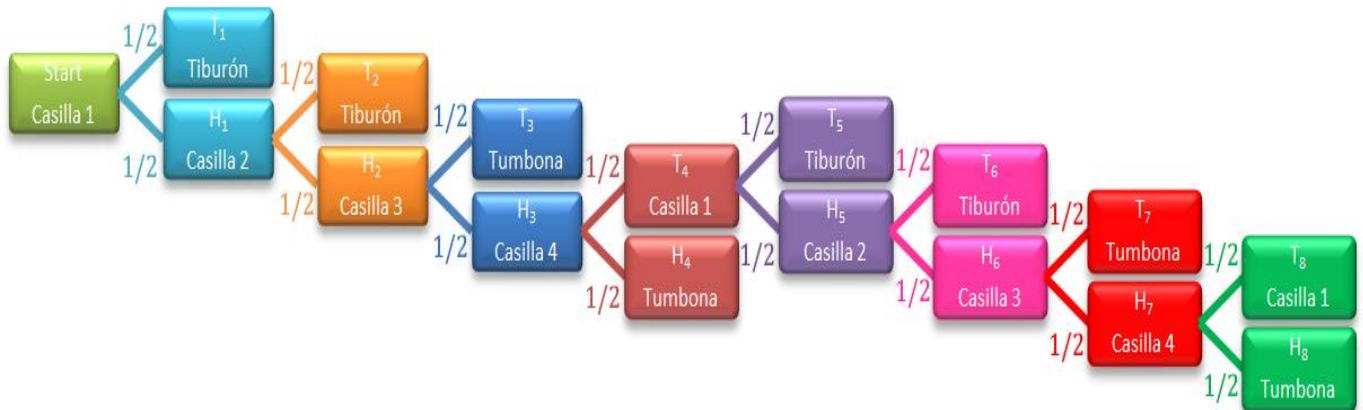 Start
Casilla 1
1/2
T₁
Tiburón
1/2
H₁
Casilla 2
1/2
T₂
Tiburón
1/2
H₂
Casilla 3
1/2
T₃
Tumbona
1/2
H₃
Casilla 4
1/2
T₄
Casilla 1
1/2
H₄
Tumbona
1/2
T₅
Tiburón
1/2
H₅
Casilla 2
1/2
T₆
Tiburón
1/2
H₆
Casilla 3
1/2
T₇
Tumbona
1/2
H₇
Casilla 4
1/2
T₈
Casilla 1
1/2
H₈
Tumbona